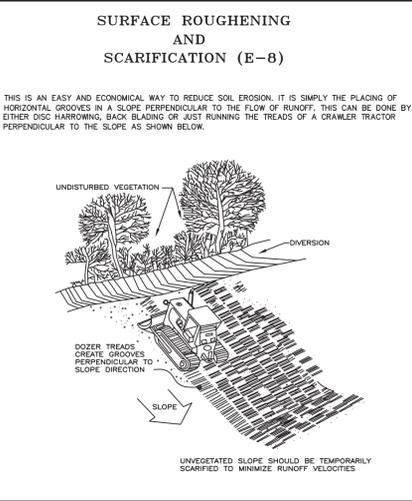 SURFACE ROUGHENING
AND
SCARIFICATION (E-8)
THIS IS AN EASY AND ECONOMICAL WAY TO REDUCE SOIL EROSION. IT IS SIMPLY THE PLACING OF
HORIZONTAL GROOVES IN A SLOPE PERPENDICULAR TO THE FLOW OF RUNOFF. THIS CAN BE DONE BY
EITHER DISC HARROWING, BACK BLADING OR JUST RUNNING THE TREADS OF A CRAWLER TRACTOR
PERPENDICULAR TO THE SLOPE AS SHOWN BELOW.
UNDISTURBED VEGETATION
DIVERSION
DOZER TREADS
CREATE GROOVES
PERPENDICULAR TO
SLOPE DIRECTION
SLOPE
UNVEGETATED SLOPE SHOULD BE TEMPORARILY
SCARIFIED TO MINIMIZE RUNOFF VELOCITIES